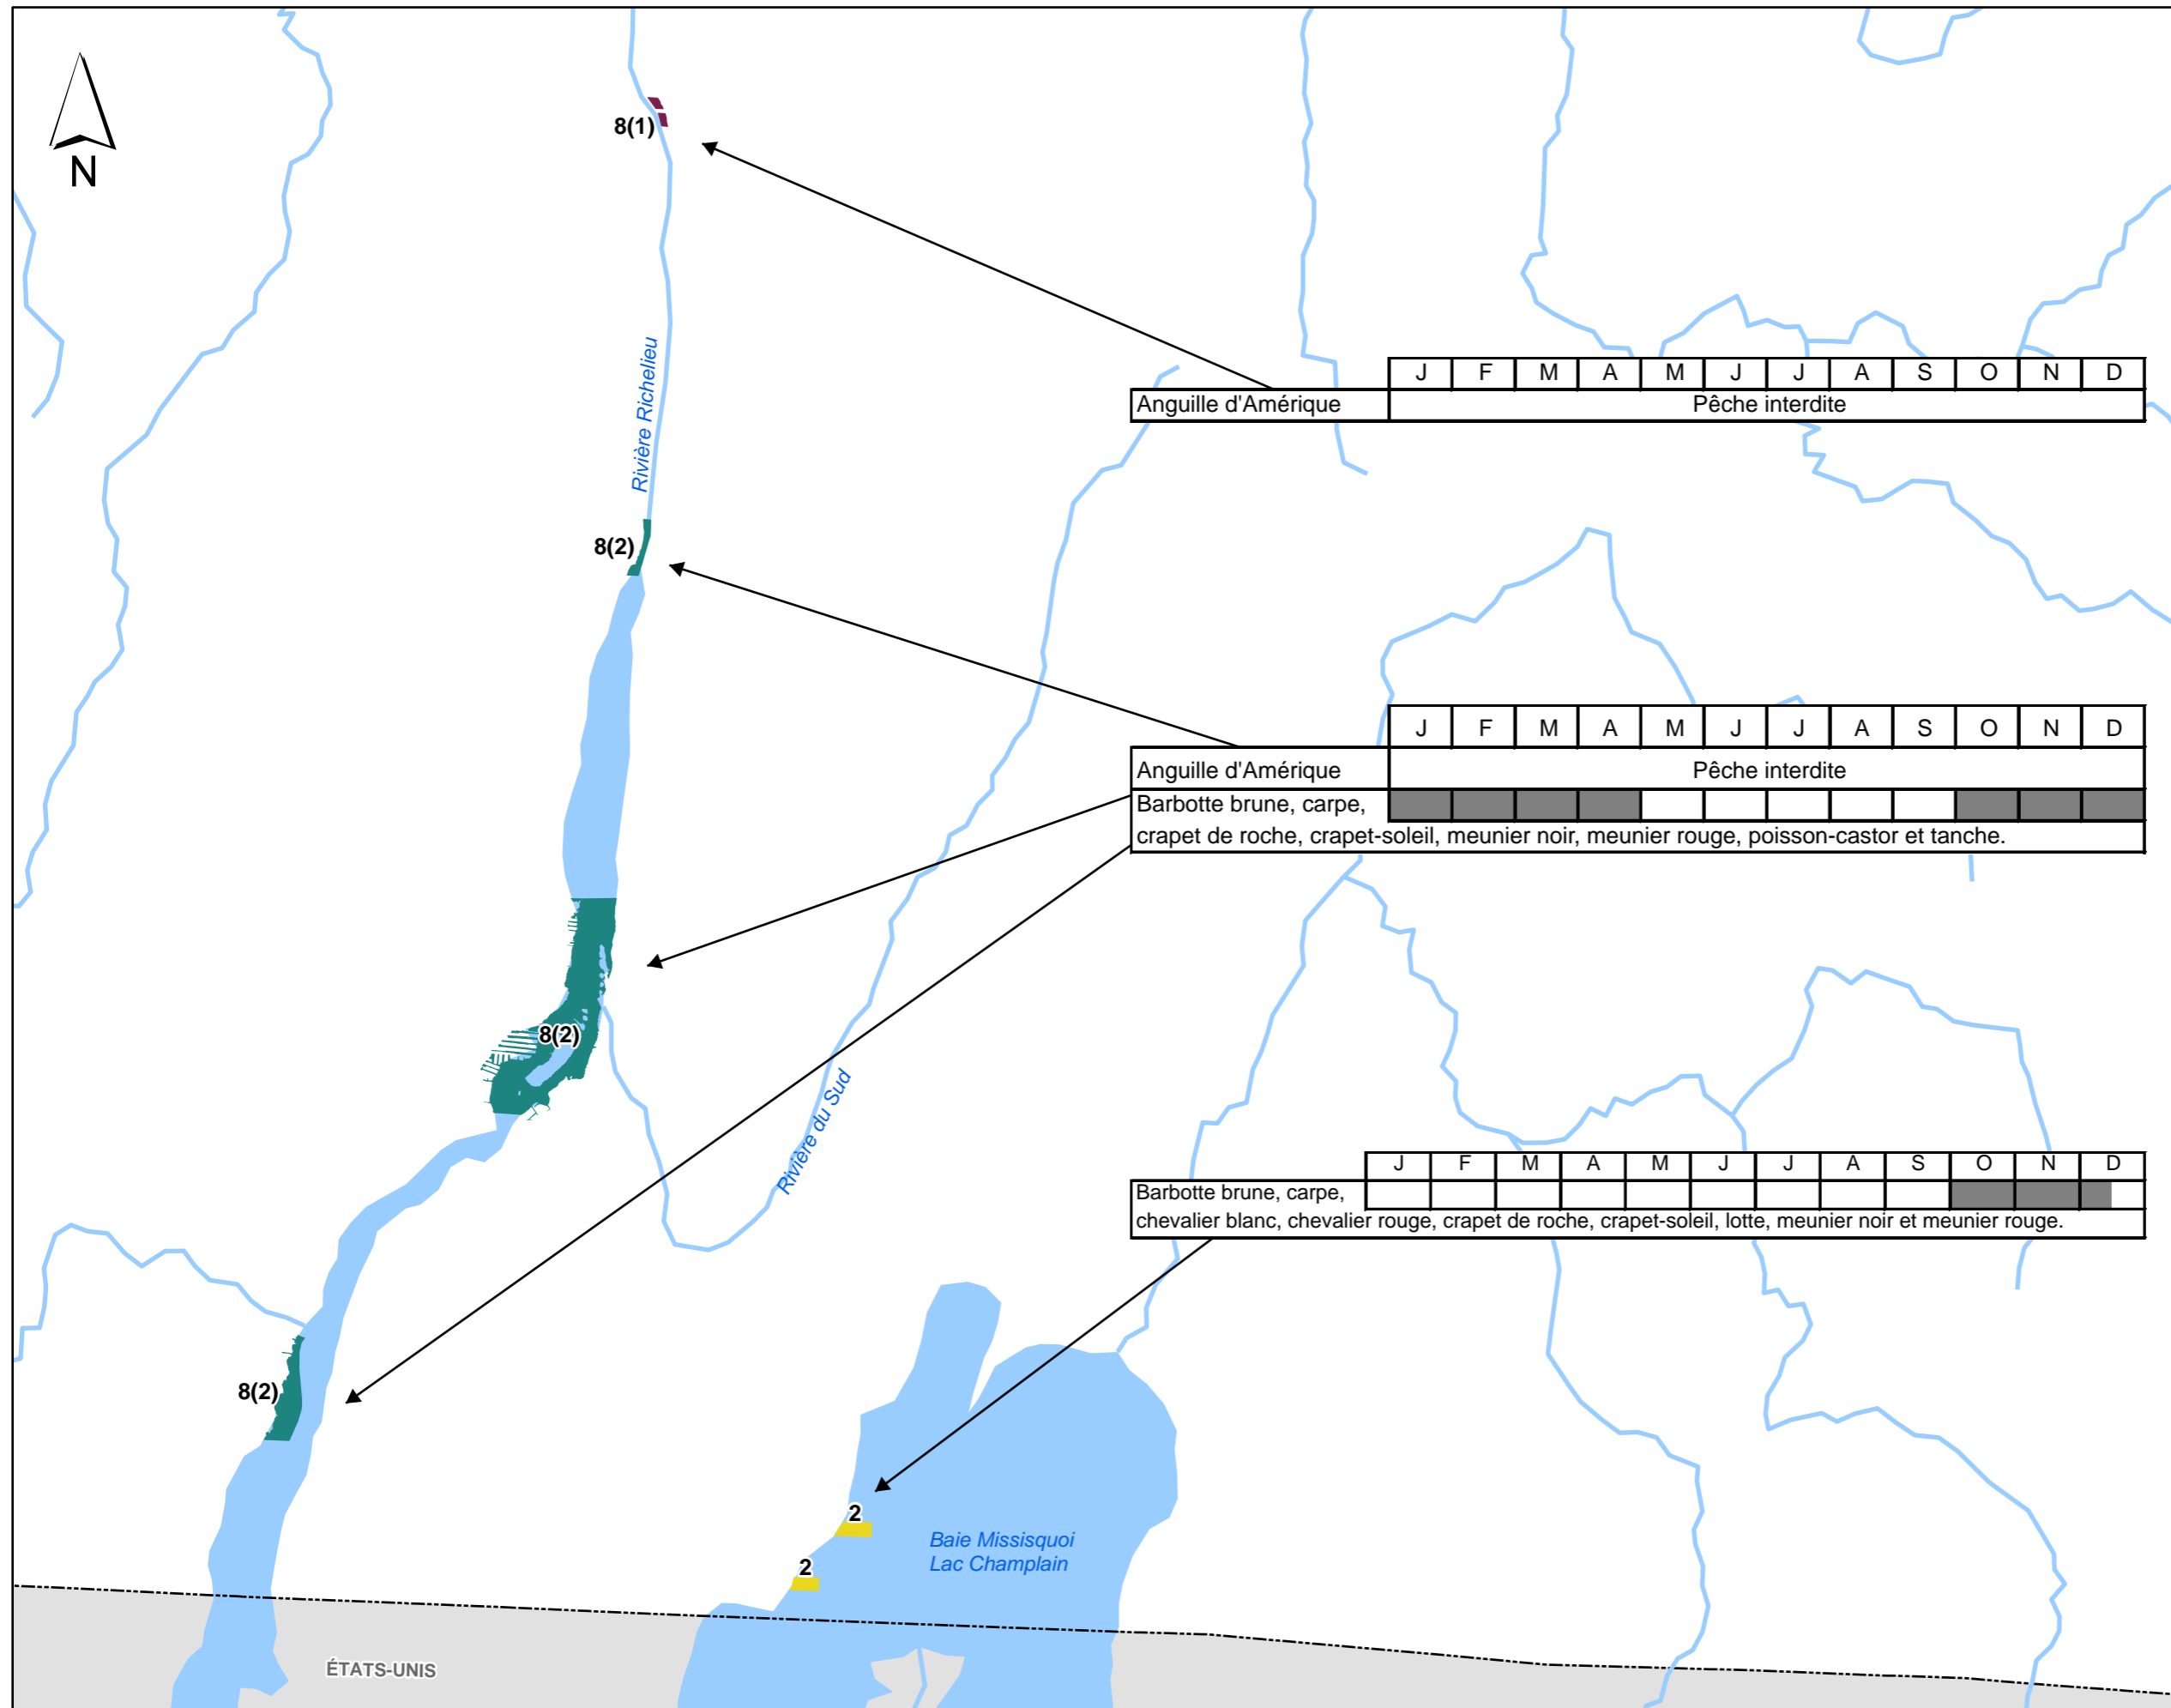 N
8(1)
Rivière Richelieu
J F M A M J J A S O N D
Anguille d'Amérique Pêche interdite
8(2)
J F M A M J J A S O N D
Anguille d'Amérique Pêche interdite
Barbotte brune, carpe,
crapet de roche, crapet-soleil, meunier noir, meunier rouge, poisson-castor et tanche.
8(2)
Rivière du Sud
J F M A M J J A S O N D
Barbotte brune, carpe,
chevalier blanc, chevalier rouge, crapet de roche, crapet-soleil, lotte, meunier noir et meunier rouge.
8(2)
2
Baie Missisquoi
Lac Champlain
2
ÉTATS-UNIS